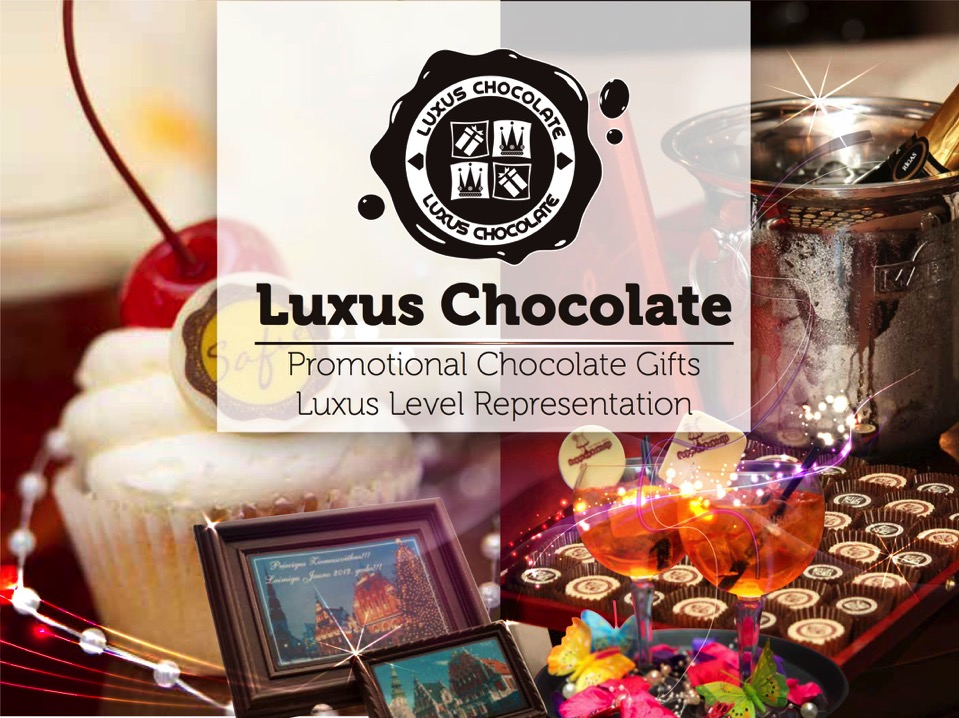 LUXUS CHOCOLATE
LUXUS CHOCOLATE
Luxus Chocolate
Promotional Chocolate Gifts
Luxus Level Representation
Priecīgus Ziemassvētkus!!!
Laimīgu Jauno 2012. gadu!!!